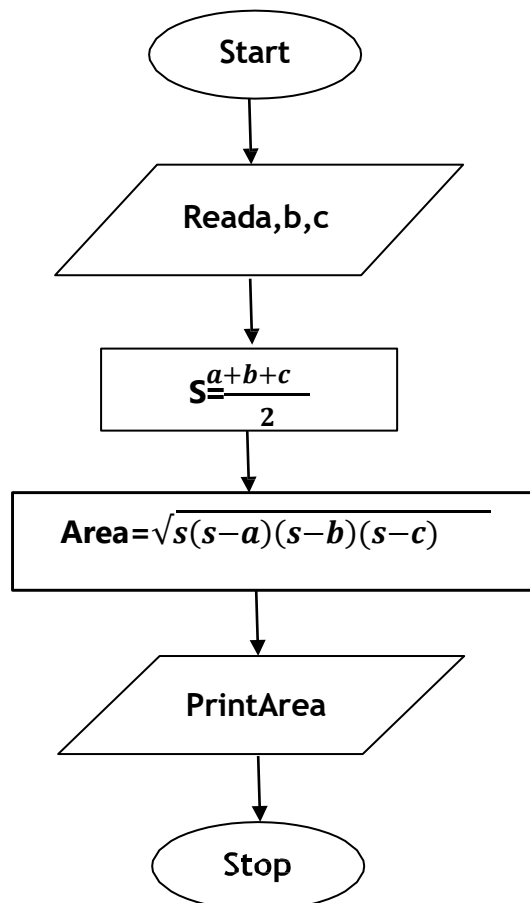 Start
Reada,b,c
S=a+b+c
2
Area=√s(s−a)(s−b)(s−c)
PrintArea
Stop